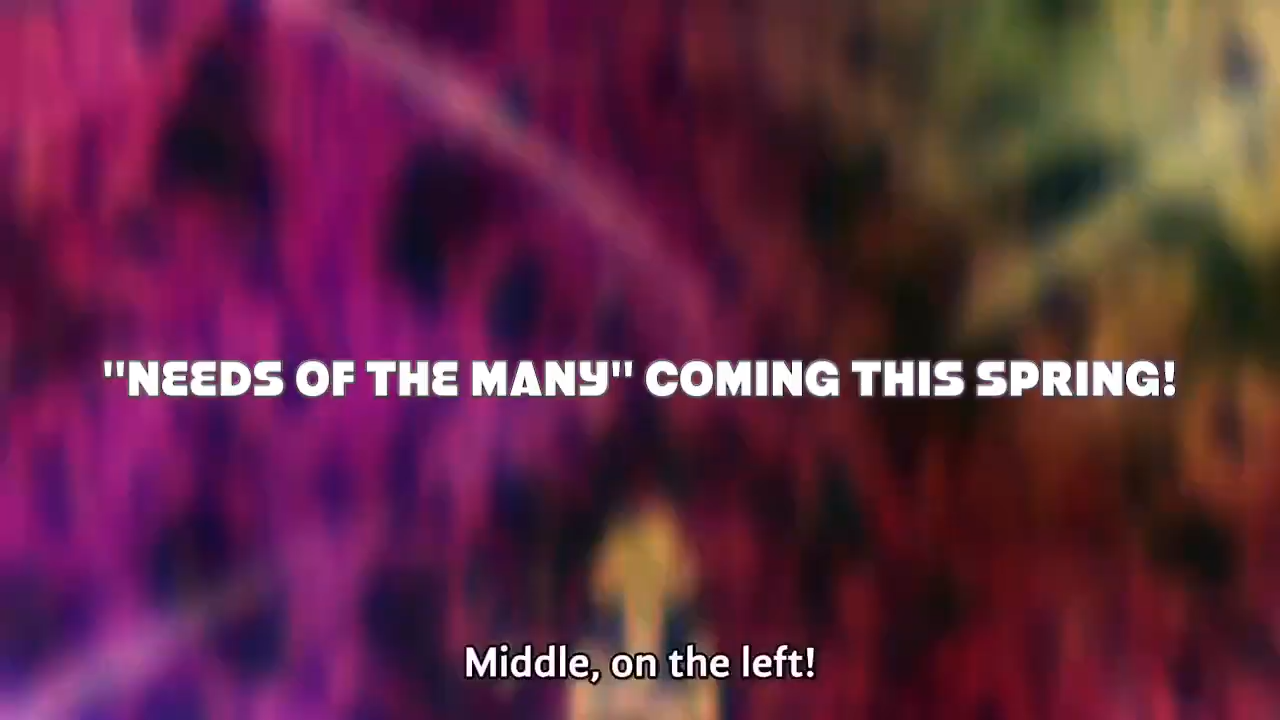 "NEEDS OF THE MANY" COMING THIS SPRING!
Middle, on the left!